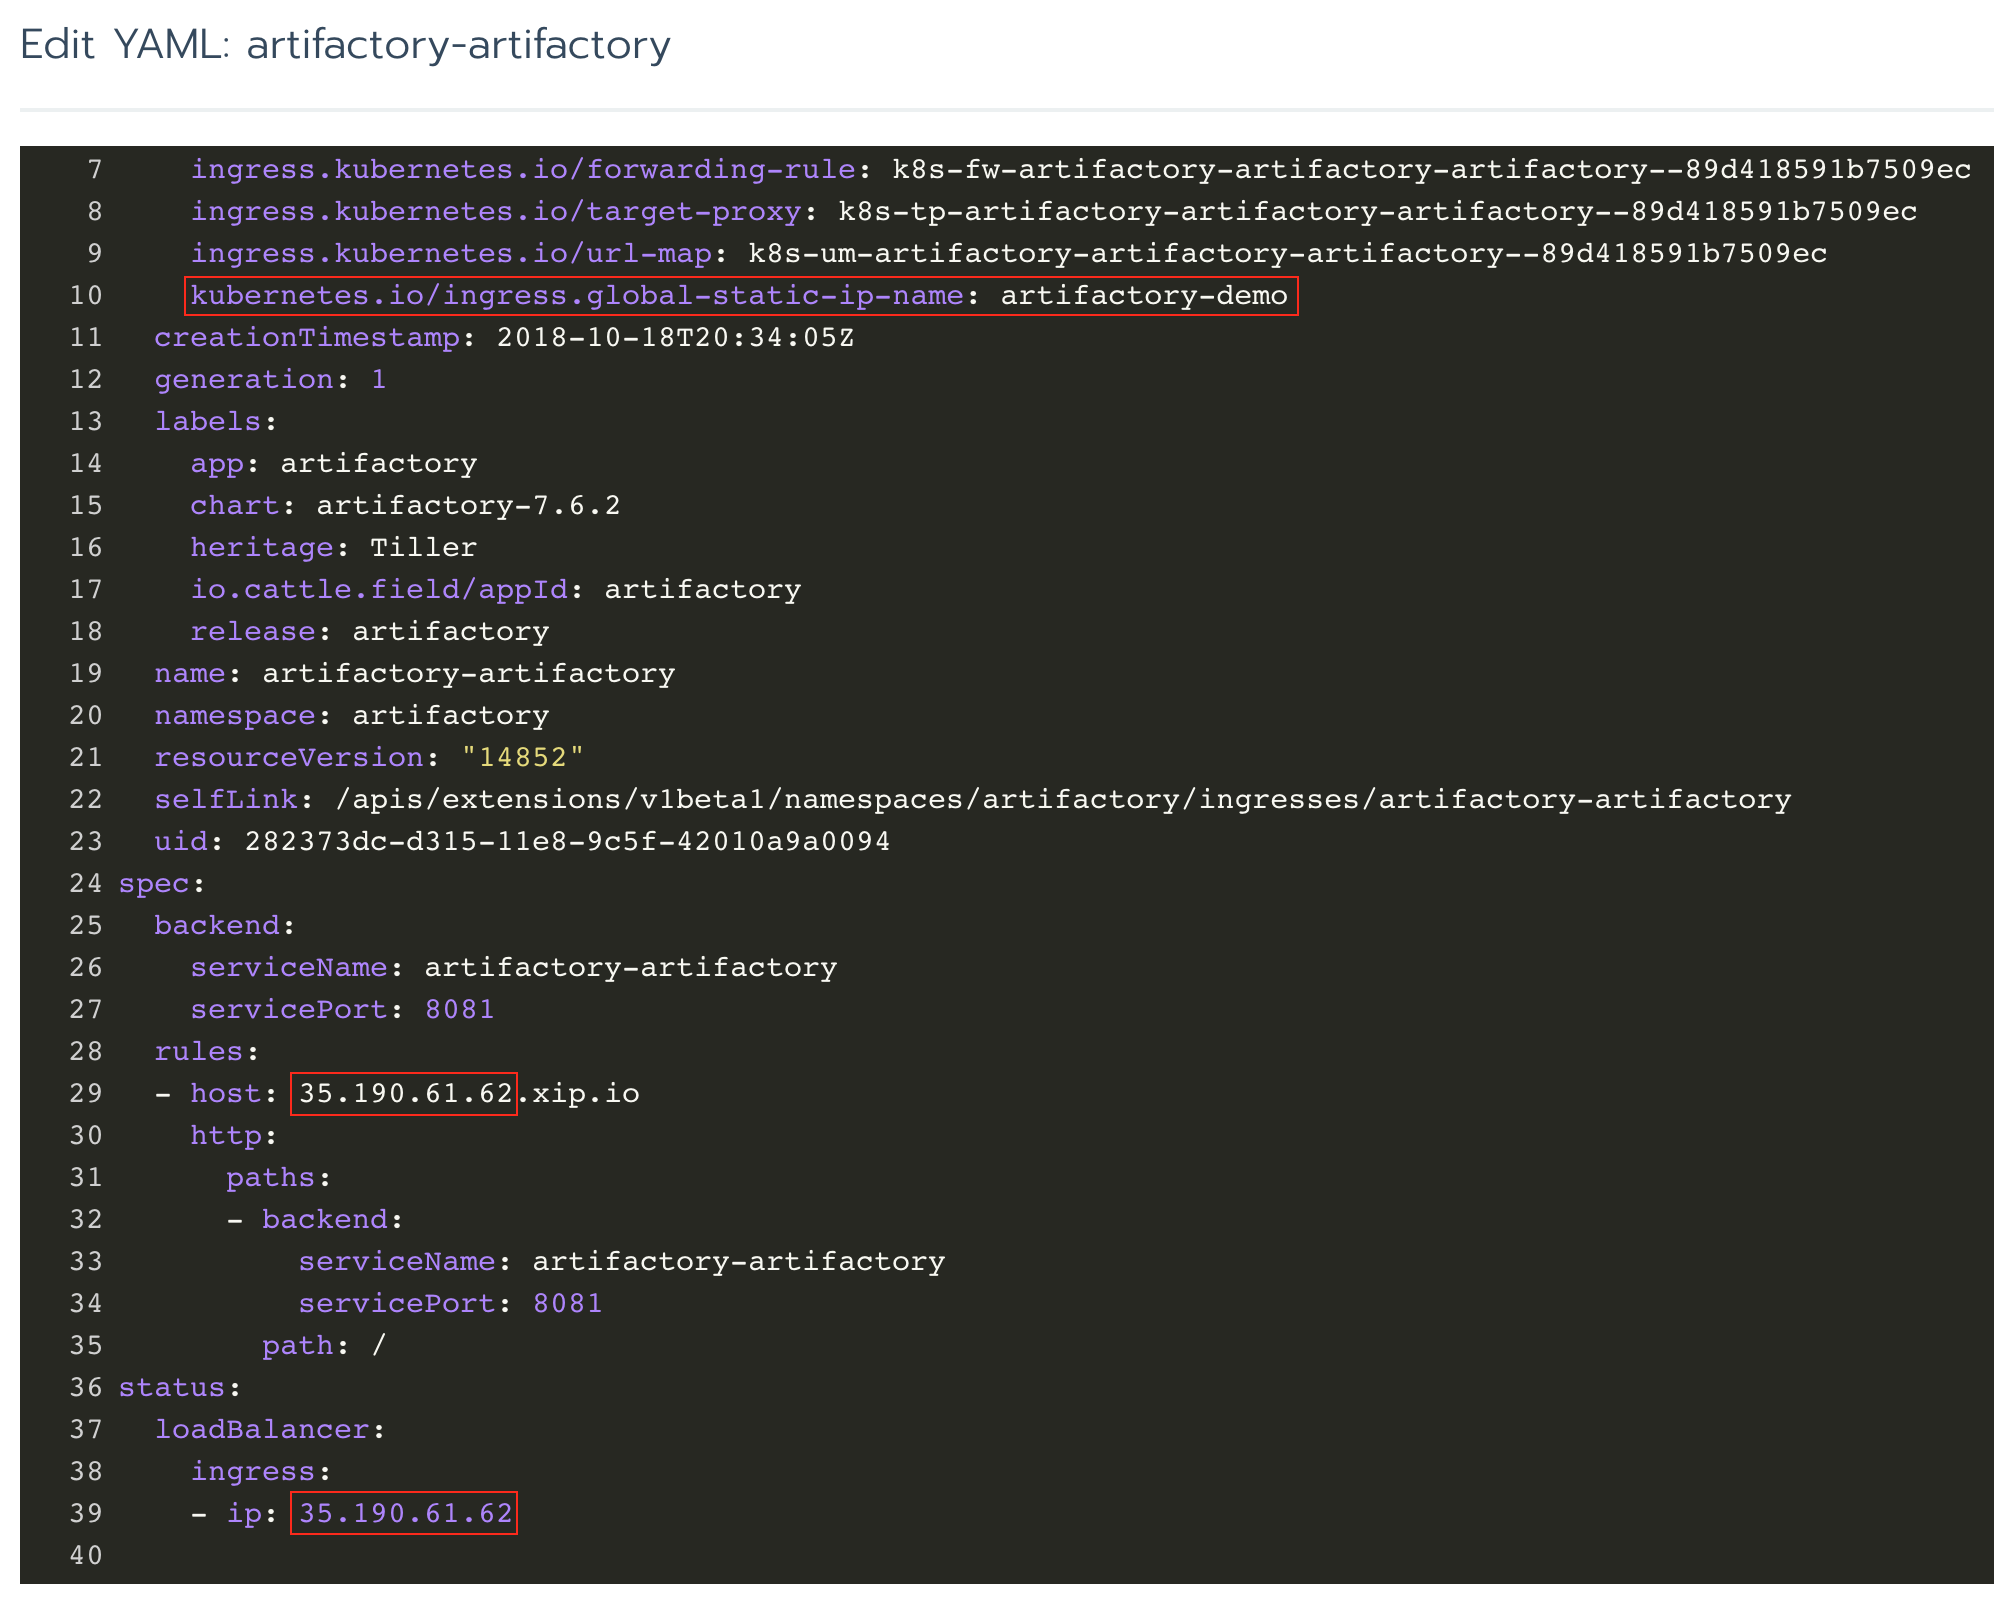 Edit YAML: artifactory-artifactory
7 ingress.kubernetes.io/forwarding-rule: k8s-fw-artifactory-artifactory-artifactory--89d418591b7509ec
8 ingress.kubernetes.io/target-proxy: k8s-tp-artifactory-artifactory-artifactory--89d418591b7509ec
9 ingress.kubernetes.io/url-map: k8s-um-artifactory-artifactory-artifactory--89d418591b7509ec
10 kubernetes.io/ingress.global-static-ip-name: artifactory-demo
11 creationTimestamp: 2018-10-18T20:34:05Z
12 generation: 1
13 labels:
14 app: artifactory
15 chart: artifactory-7.6.2
16 heritage: Tiller
17 io.cattle.field/appId: artifactory
18 release: artifactory
19 name: artifactory-artifactory
20 namespace: artifactory
21 resourceVersion: "14852"
22 selfLink: /apis/extensions/v1beta1/namespaces/artifactory/ingresses/artifactory-artifactory
23 uid: 282373dc-d315-11e8-9c5f-42010a9a0094
24 spec:
25 backend:
26 serviceName: artifactory-artifactory
27 servicePort: 8081
28 rules:
29 - host: 35.190.61.62.xip.io
30 http:
31 paths:
32 - backend:
33 serviceName: artifactory-artifactory
34 servicePort: 8081
35 path: /
36 status:
37 loadBalancer:
38 ingress:
39 - ip: 35.190.61.62
40